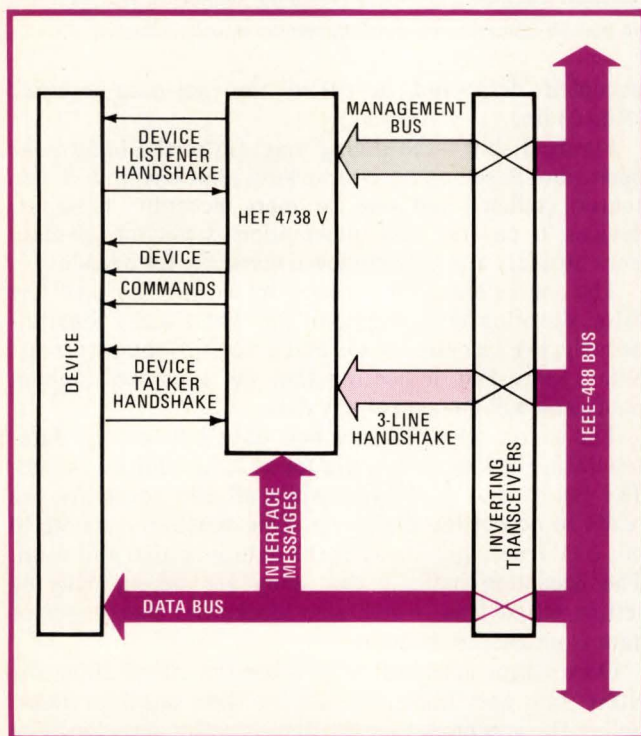 MANAGEMENT
BUS
DEVICE
LISTENER
HANDSHAKE
HEF 4738 V
DEVICE
COMMANDS
DEVICE
DEVICE
TALKER
HANDSHAKE
3-LINE
HANDSHAKE
IEEE-488 BUS
INVERTING
TRANSCEIVERS
INTERFACE
MESSAGES
DATA BUS